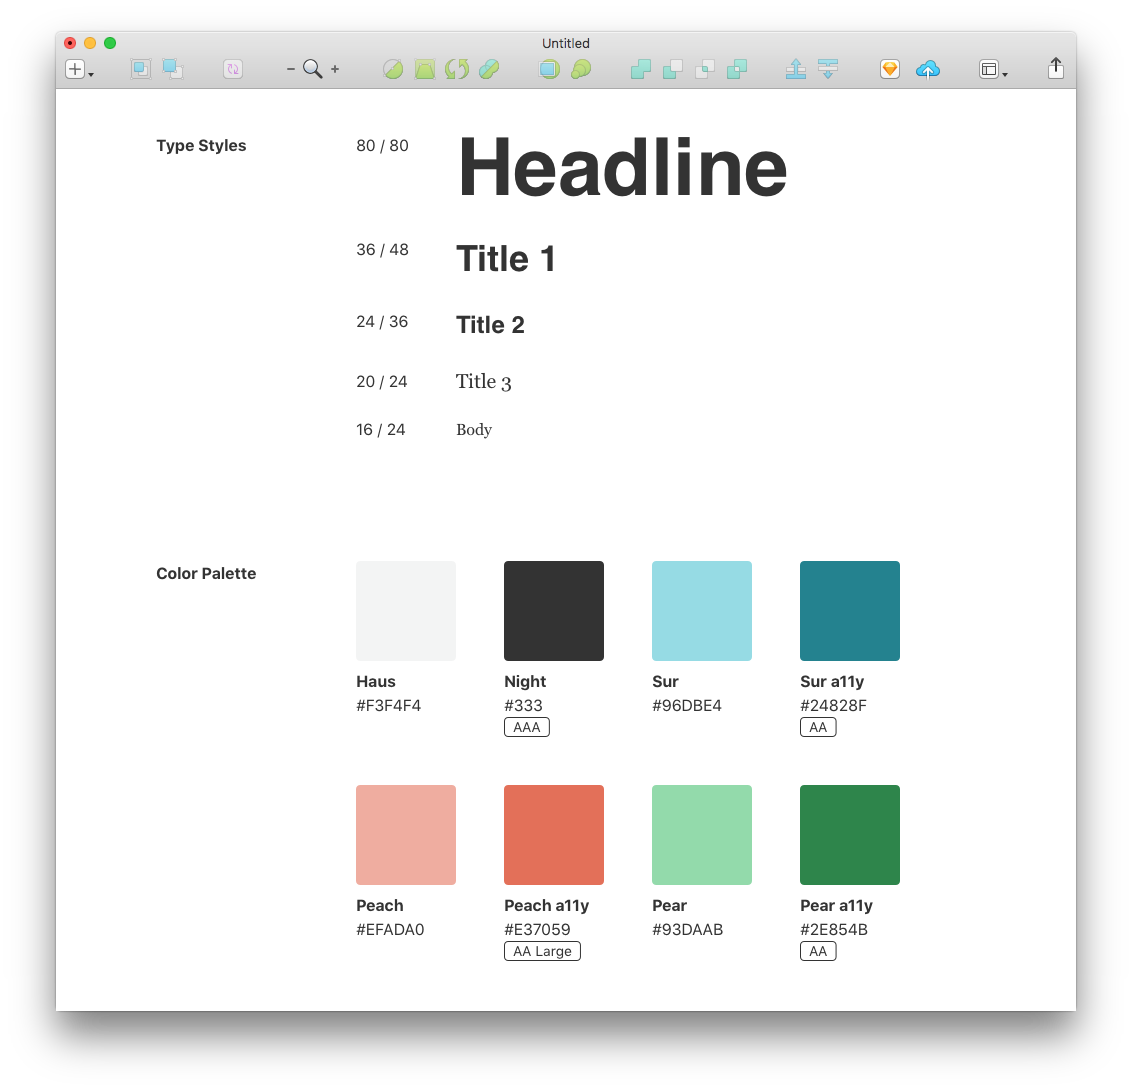 Untitled
Type Styles
80 / 80
Headline
36 / 48
Title 1
24 / 36
Title 2
20 / 24
Title 3
16 / 24
Body
Color Palette
Haus
#F3F4F4
Night
#333
AAA
Sur
#96DBE4
Sur a11y
#24828F
AA
Peach
#EFADA0
Peach a11y
#E37059
AA Large
Pear
#93DAAB
Pear a11y
#2E854B
AA